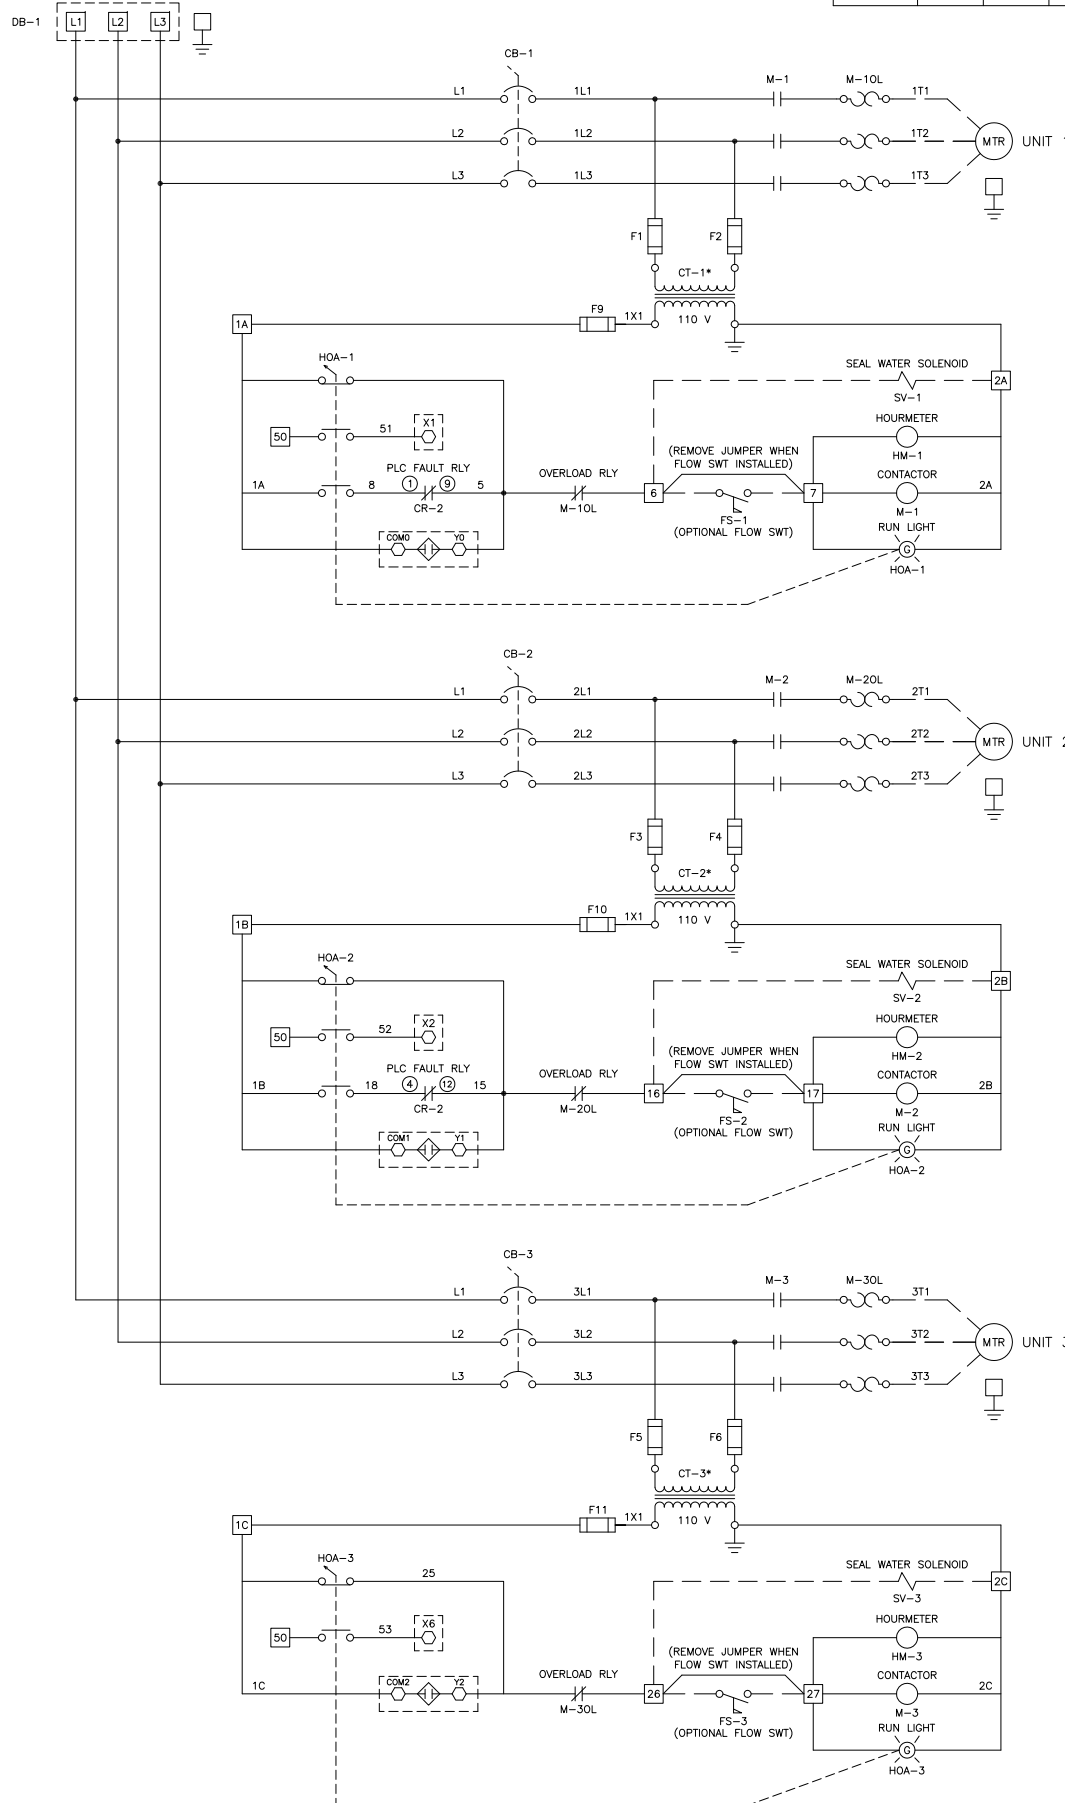 DB-1 L1 L2 L3
CB-1
L1 1L1 M-1 M-1OL 1T1
L2 1L2 1T2 MTR UNIT
L3 1L3 1T3
F1 F2
CT-1*
F9 1X1 110 V
1A
HOA-1
SEAL WATER SOLENOID
2A
SV-1
50 51 X1
HOURMETER
HM-1
(REMOVE JUMPER WHEN
FLOW SWT INSTALLED)
PLC FAULT RLY
OVERLOAD RLY
CONTACTOR
1A 8 1 9 5 6 7 2A
CR-2
M-1OL
FS-1
M-1
(OPTIONAL FLOW SWT)
RUN LIGHT
COM0 Y0 G
HOA-1
CB-2
L1 2L1 M-2 M-2OL 2T1
L2 2L2 2T2 MTR UNIT 2
L3 2L3 2T3
F3 F4
CT-2*
F10 1X1 110 V
1B
HOA-2
SEAL WATER SOLENOID
2B
SV-2
50 52 X2
HOURMETER
HM-2
(REMOVE JUMPER WHEN
FLOW SWT INSTALLED)
PLC FAULT RLY
OVERLOAD RLY
CONTACTOR
1B 18 4 12 15 16 17 2B
CR-2
M-2OL
FS-2
M-2
(OPTIONAL FLOW SWT)
RUN LIGHT
COM1 Y1 G
HOA-2
CB-3
L1 3L1 M-3 M-3OL 3T1
L2 3L2 3T2 MTR UNIT 3
L3 3L3 3T3
F5 F6
CT-3*
F11 1X1 110 V
1C
HOA-3
25
SEAL WATER SOLENOID
2C
SV-3
50 53 X6
HOURMETER
HM-3
(REMOVE JUMPER WHEN
FLOW SWT INSTALLED)
OVERLOAD RLY
CONTACTOR
1C COM2 Y2 26 27 2C
M-3OL
FS-3
M-3
(OPTIONAL FLOW SWT)
RUN LIGHT
G
HOA-3